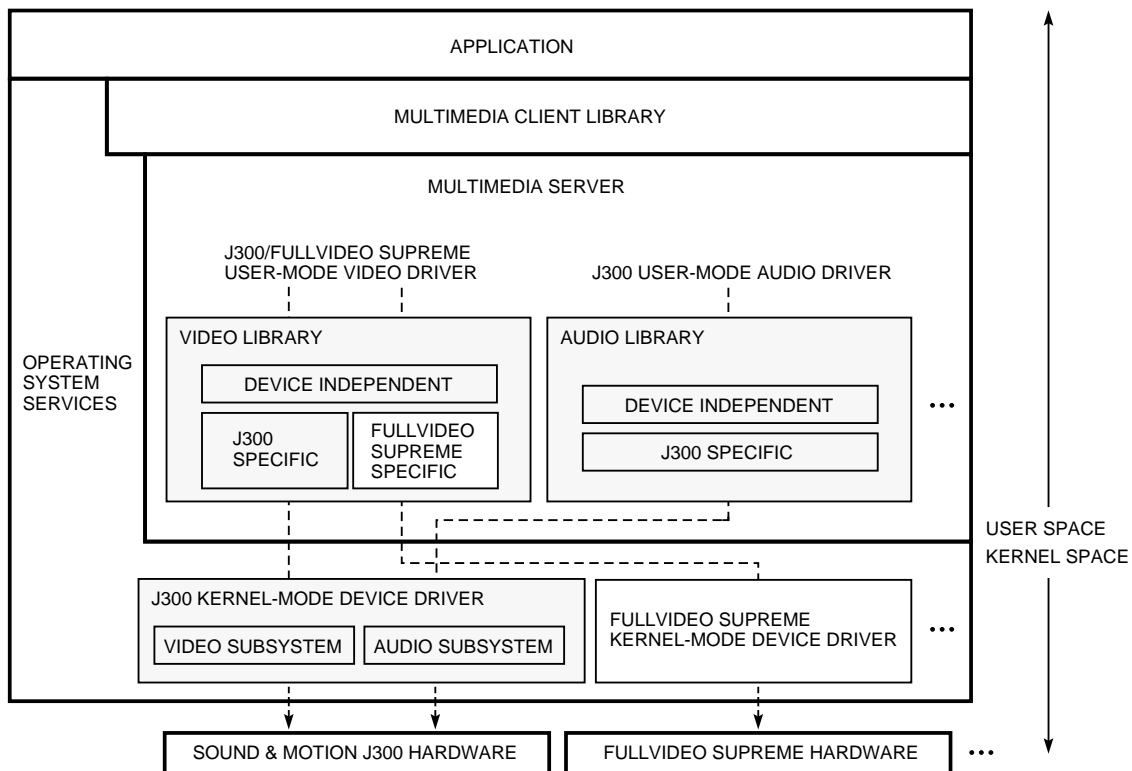 APPLICATION
MULTIMEDIA CLIENT LIBRARY
MULTIMEDIA SERVER
J300/FULLVIDEO SUPREME
USER-MODE VIDEO DRIVER
J300 USER-MODE AUDIO DRIVER
VIDEO LIBRARY
DEVICE INDEPENDENT
J300
SPECIFIC
FULLVIDEO
SUPREME
SPECIFIC
AUDIO LIBRARY
DEVICE INDEPENDENT
J300 SPECIFIC
...
OPERATING
SYSTEM
SERVICES
USER SPACE
KERNEL SPACE
J300 KERNEL-MODE DEVICE DRIVER
VIDEO SUBSYSTEM
AUDIO SUBSYSTEM
FULLVIDEO SUPREME
KERNEL-MODE DEVICE DRIVER
...
SOUND & MOTION J300 HARDWARE
FULLVIDEO SUPREME HARDWARE
...